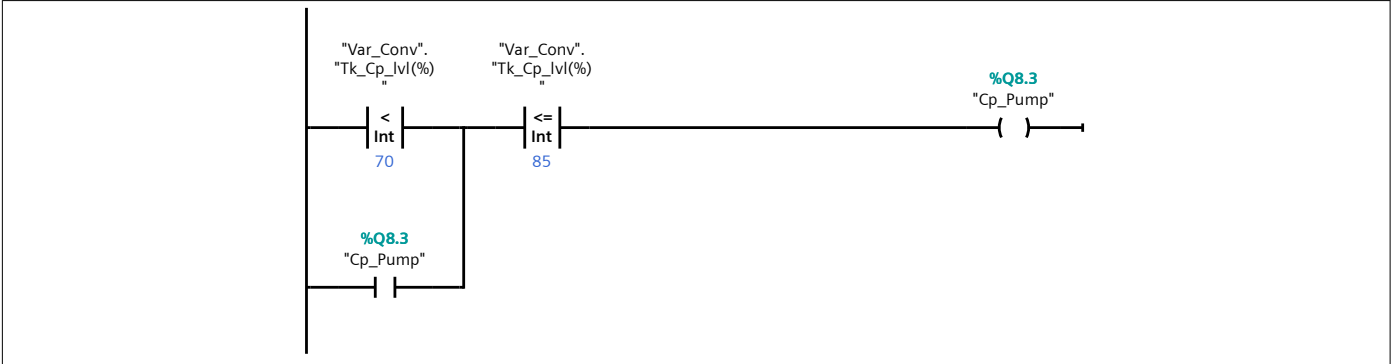 "Var_Conv".
"Tk_Cp_lvl(%)
"
<
Int
70
"Var_Conv".
"Tk_Cp_lvl(%)
"
<=
Int
85
%Q8.3
"Cp_Pump"
%Q8.3
"Cp_Pump"